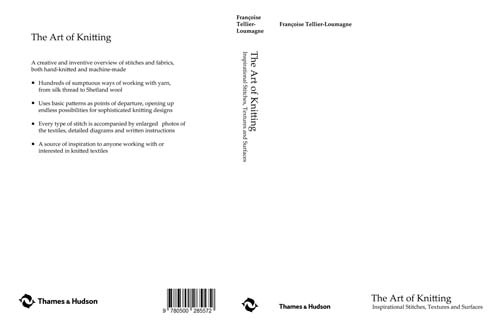 The Art of Knitting
A creative and inventive overview of stitches and fabrics,
both hand-knitted and machine-made
• Hundreds of sumptuous ways of working with yarn,
from silk thread to Shetland wool
• Uses basic patterns as points of departure, opening up
endless possibilities for sophisticated knitting designs
• Every type of stitch is accompanied by enlarged photos of
the textiles, detailed diagrams and written instructions
• A source of inspiration to anyone working with or
interested in knitted textiles
Thames & Hudson
9 780500 285572
Françoise
Tellier-
Loumagne
The Art of Knitting
Inspirational Stitches, Textures and Surfaces
Françoise Tellier-Loumagne
Thames & Hudson
The Art of Knitting
Inspirational Stitches, Textures and Surfaces